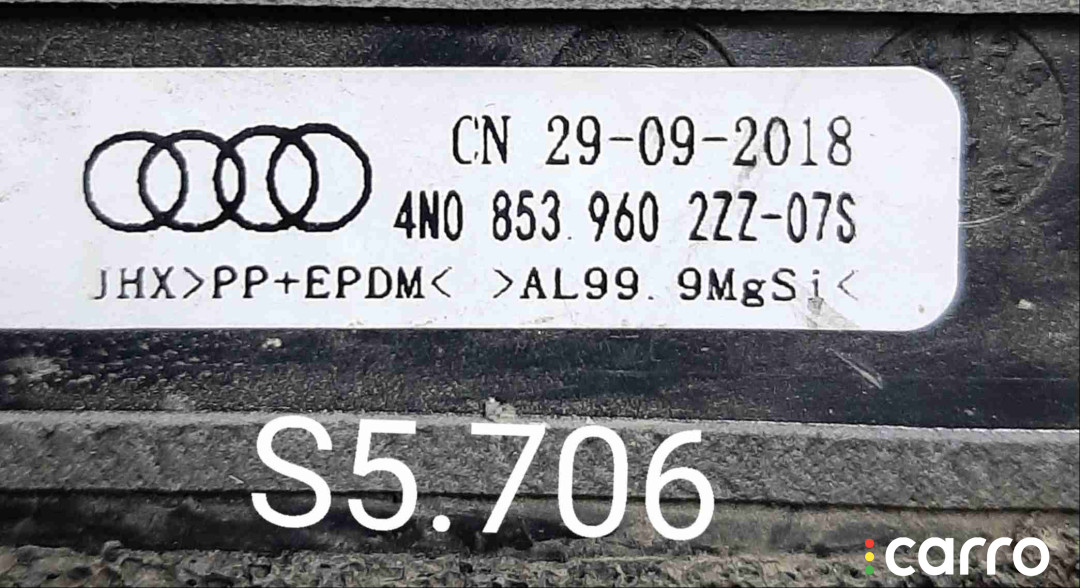 CN 29-09-2018
4N0 853 960 2ZZ-07S
JHX>PP+EPDM< >AL99.9MgSi<
S5.706
carro